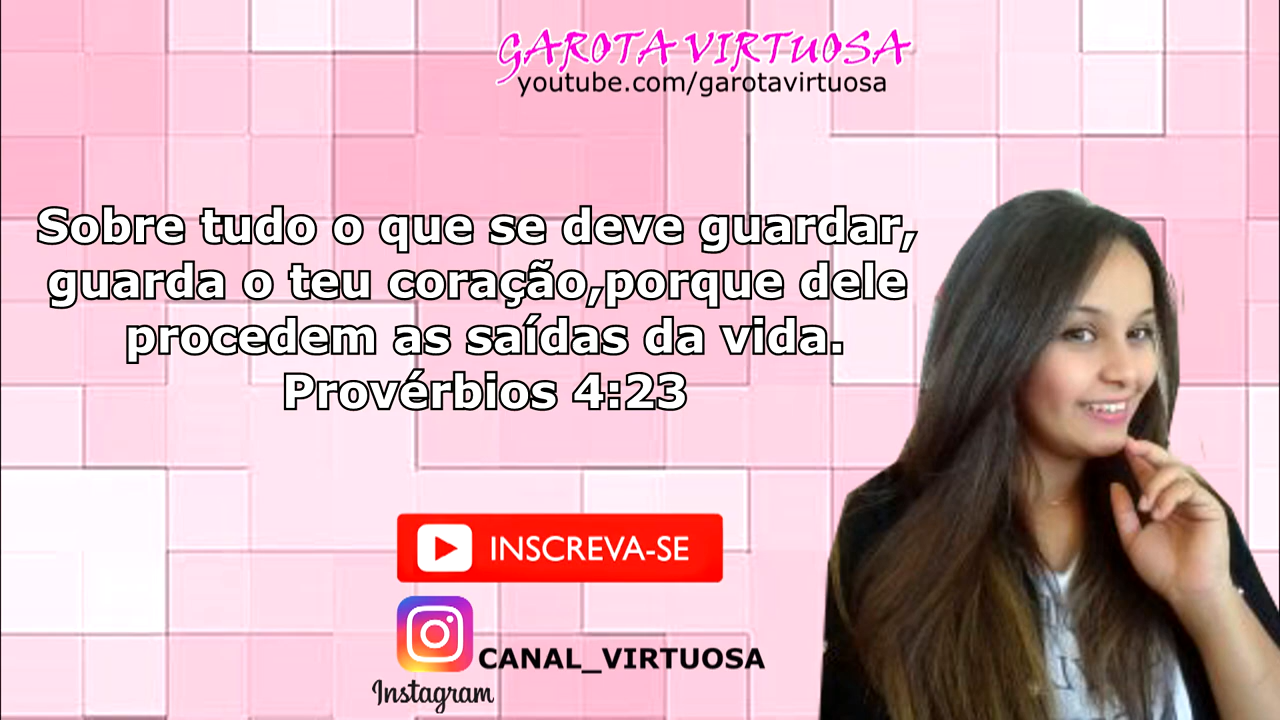 GAROTA VIRTUOSA
youtube.com/garotavirtuosa
Sobre tudo o que se deve guardar,
guarda o teu coração,porque dele
procedem as saídas da vida.
Provérbios 4:23
INSCREVA-SE
CANAL_VIRTUOSA
Instagram